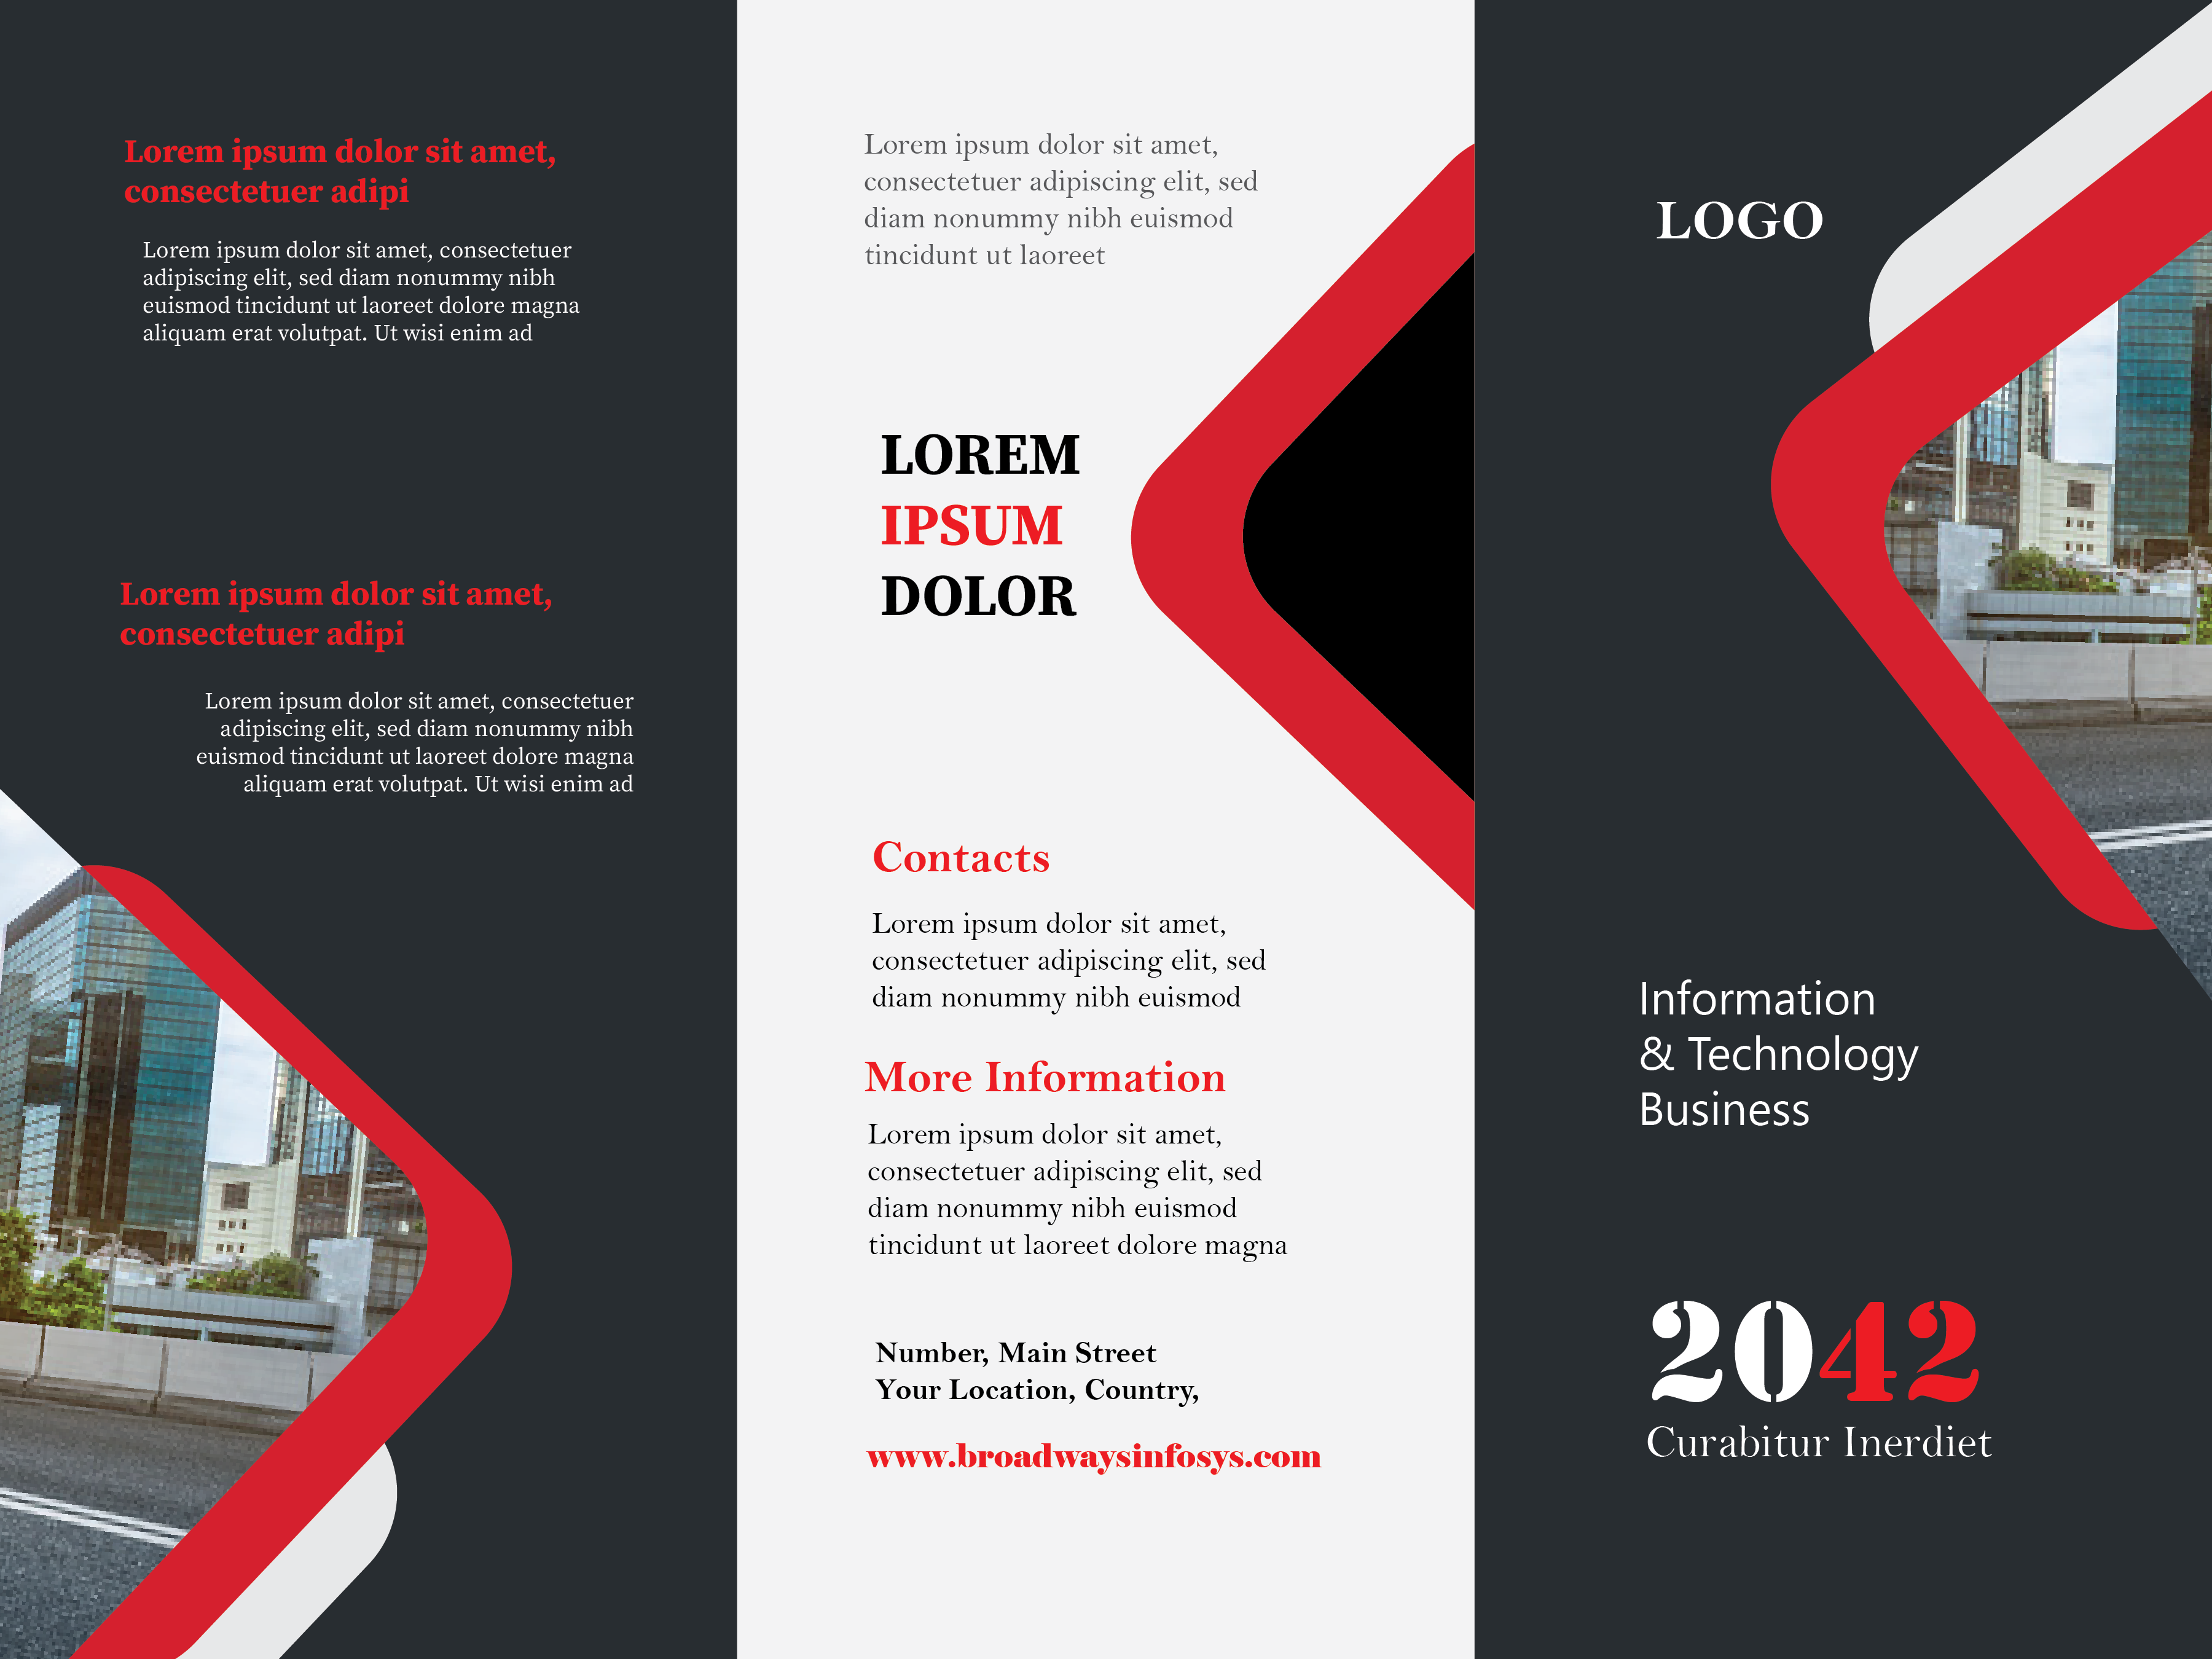 Lorem ipsum dolor sit amet,
consectetuer adipi
Lorem ipsum dolor sit amet, consectetuer
adipiscing elit, sed diam nonummy nibh
euismod tincidunt ut laoreet dolore magna
aliquam erat volutpat. Ut wisi enim ad
Lorem ipsum dolor sit amet,
consectetuer adipi
Lorem ipsum dolor sit amet, consectetuer
adipiscing elit, sed diam nonummy nibh
euismod tincidunt ut laoreet dolore magna
aliquam erat volutpat. Ut wisi enim ad
Lorem ipsum dolor sit amet,
consectetuer adipiscing elit, sed
diam nonummy nibh euismod
tincidunt ut laoreet
LOREM
IPSUM
DOLOR
Contacts
Lorem ipsum dolor sit amet,
consectetuer adipiscing elit, sed
diam nonummy nibh euismod
More Information
Lorem ipsum dolor sit amet,
consectetuer adipiscing elit, sed
diam nonummy nibh euismod
tincidunt ut laoreet dolore magna
Number, Main Street
Your Location, Country,
www.broadwaysinfosys.com
LOGO
Information
& Technology
Business
2042
Curabitur Inerdiet